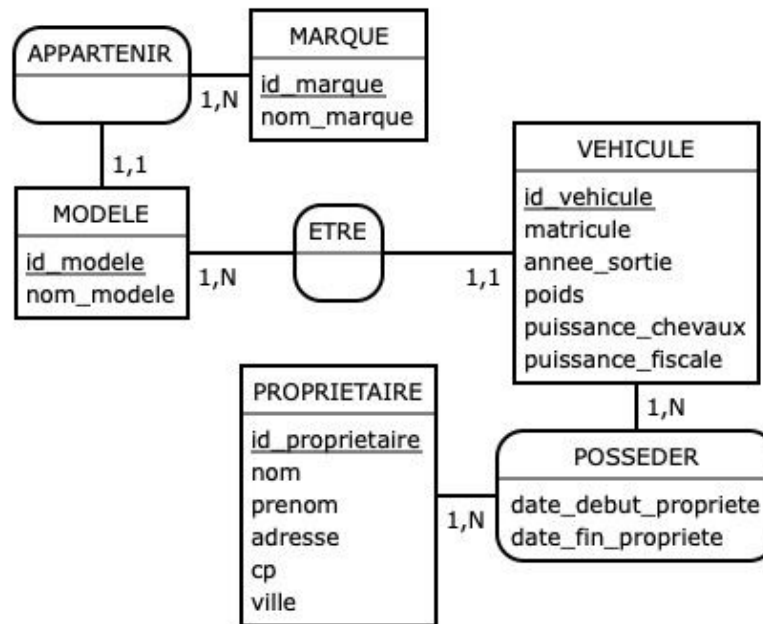 APPARTENIR
MARQUE
id_marque
nom_marque
1,N
1,1
MODELE
id_modele
nom_modele
1,N
ETRE
1,1
VEHICULE
id_vehicule
matricule
annee_sortie
poids
puissance_chevaux
puissance_fiscale
1,N
POSSEDER
date_debut_propriete
date_fin_propriete
1,N
PROPRIETAIRE
id_proprietaire
nom
prenom
adresse
cp
ville